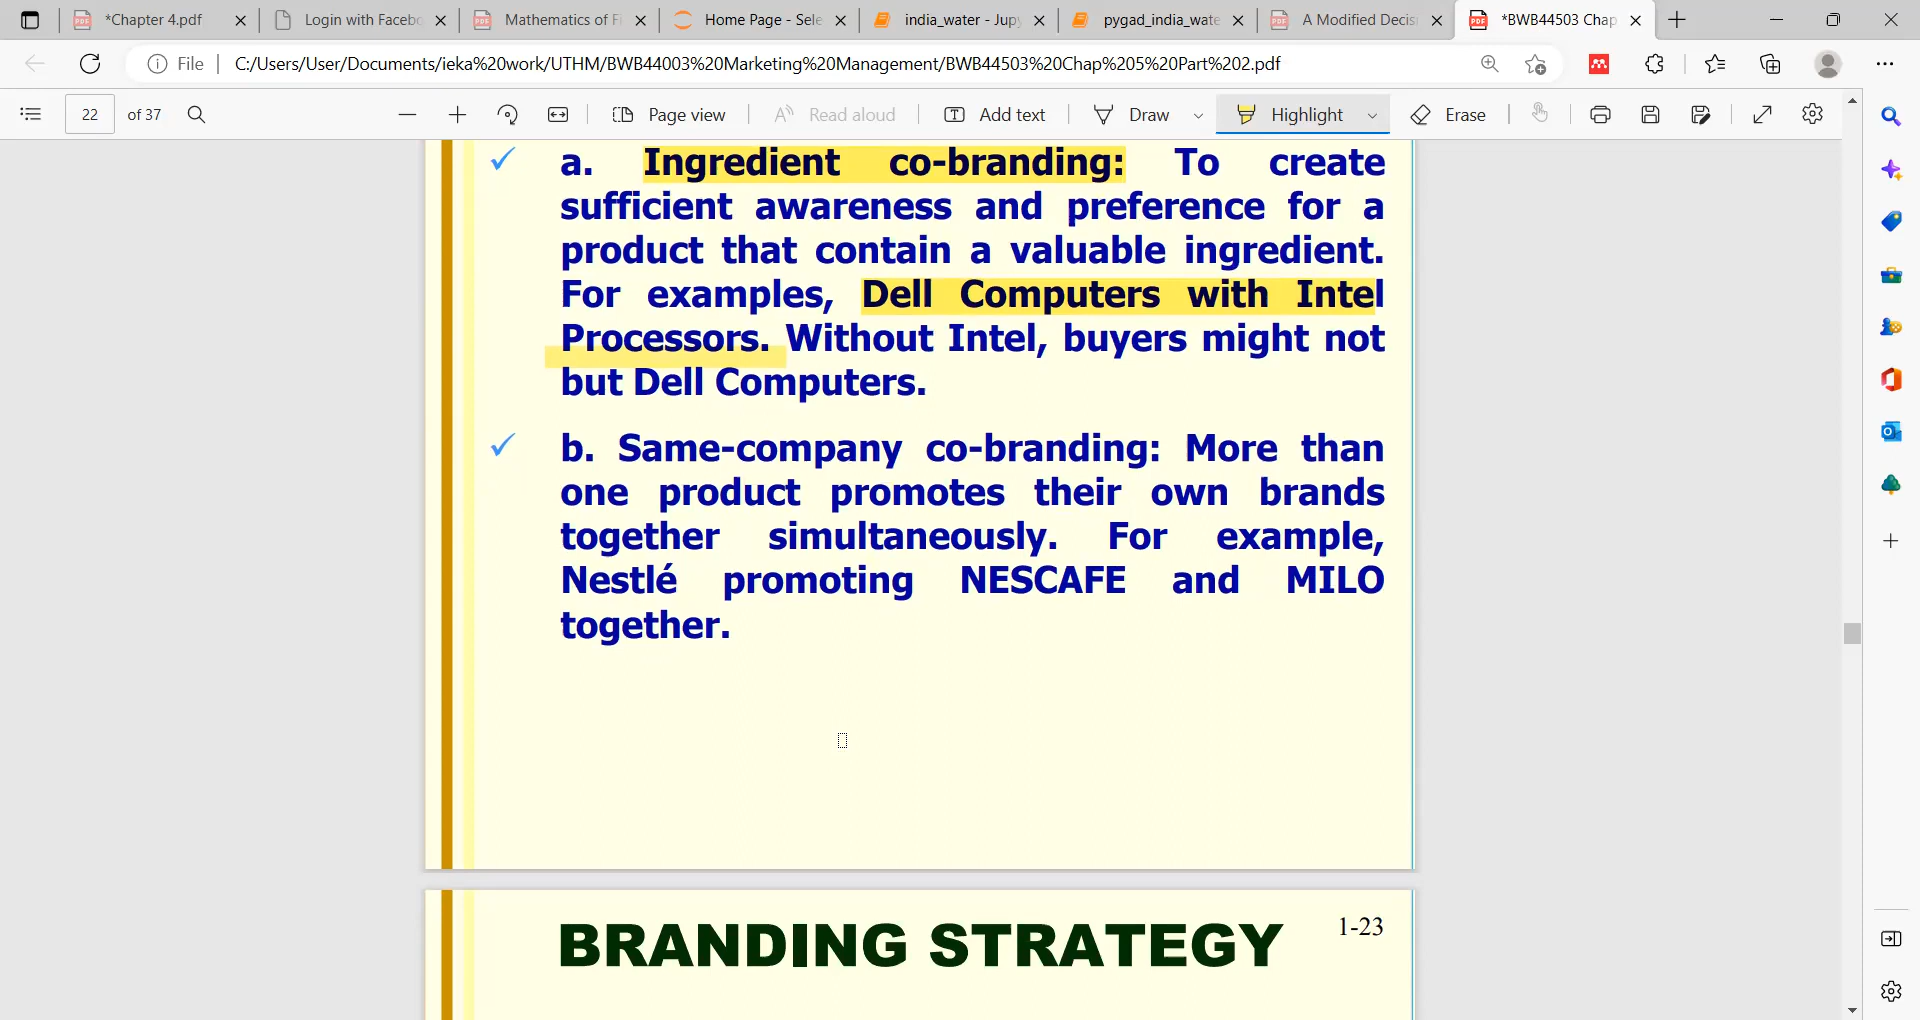 *Chapter 4.pdf
Login with Facebo
Mathematics of Fi
Home Page - Sele
india_water - Jupy
pygad_india_wate
A Modified Decis
*BWB44503 Chap
File
C:/Users/User/Documents/ieka%20work/UTHM/BWB44003%20Marketing%20Management/BWB44503%20Chap%205%20Part%202.pdf
22 of 37
Page view
Read aloud
Add text
Draw
Highlight
Erase
a. Ingredient co-branding: To create
sufficient awareness and preference for a
product that contain a valuable ingredient.
For examples, Dell Computers with Intel
Processors. Without Intel, buyers might not
but Dell Computers.
b. Same-company co-branding: More than
one product promotes their own brands
together simultaneously. For example,
Nestlé promoting NESCAFE and MILO
together.
BRANDING STRATEGY
1-23